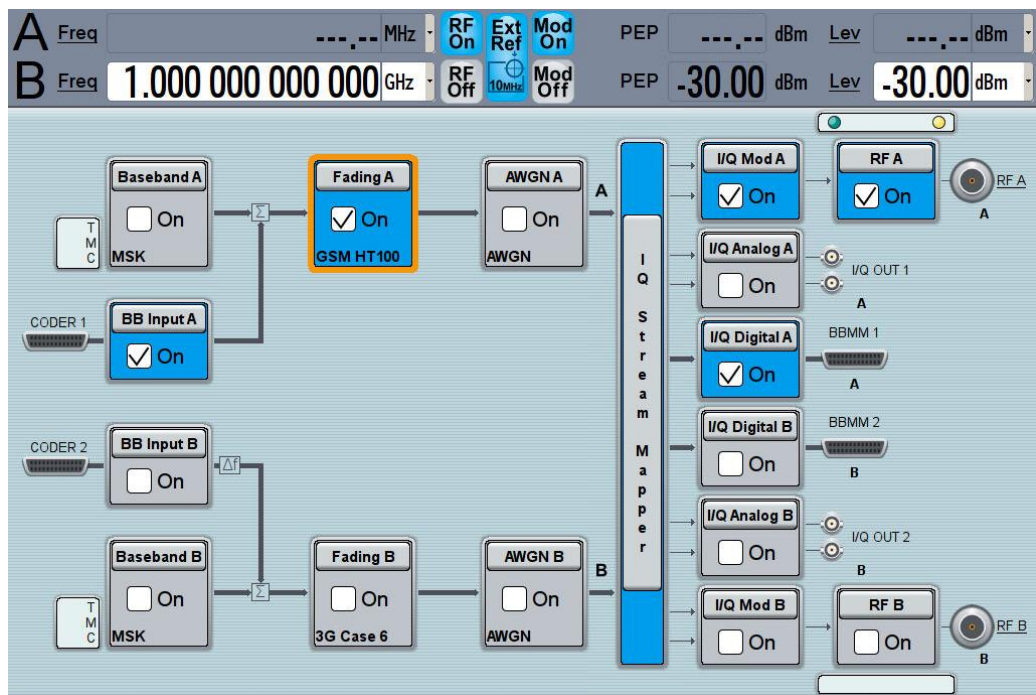 A Freq ---.-- MHz RF On Ext Ref Mod On PEP ---.-- dBm Lev ---.-- dBm
B Freq 1.000 000 000 000 GHz RF Off 10MHz Mod Off PEP -30.00 dBm Lev -30.00 dBm
Baseband A
On
MSK
T M C
Σ
Fading A
On
GSM HT100
AWGN A
On
AWGN
A
CODER 1
BB Input A
On
CODER 2
BB Input B
On
Δf
Baseband B
On
MSK
T M C
Σ
Fading B
On
3G Case 6
AWGN B
On
AWGN
B
IQ Stream Mapper
I/Q Mod A
On
RF A
On
RF A
A
I/Q Analog A
On
I/Q OUT 1
A
I/Q Digital A
On
BBMM 1
A
I/Q Digital B
On
BBMM 2
B
I/Q Analog B
On
I/Q OUT 2
B
I/Q Mod B
On
RF B
On
RF B
B